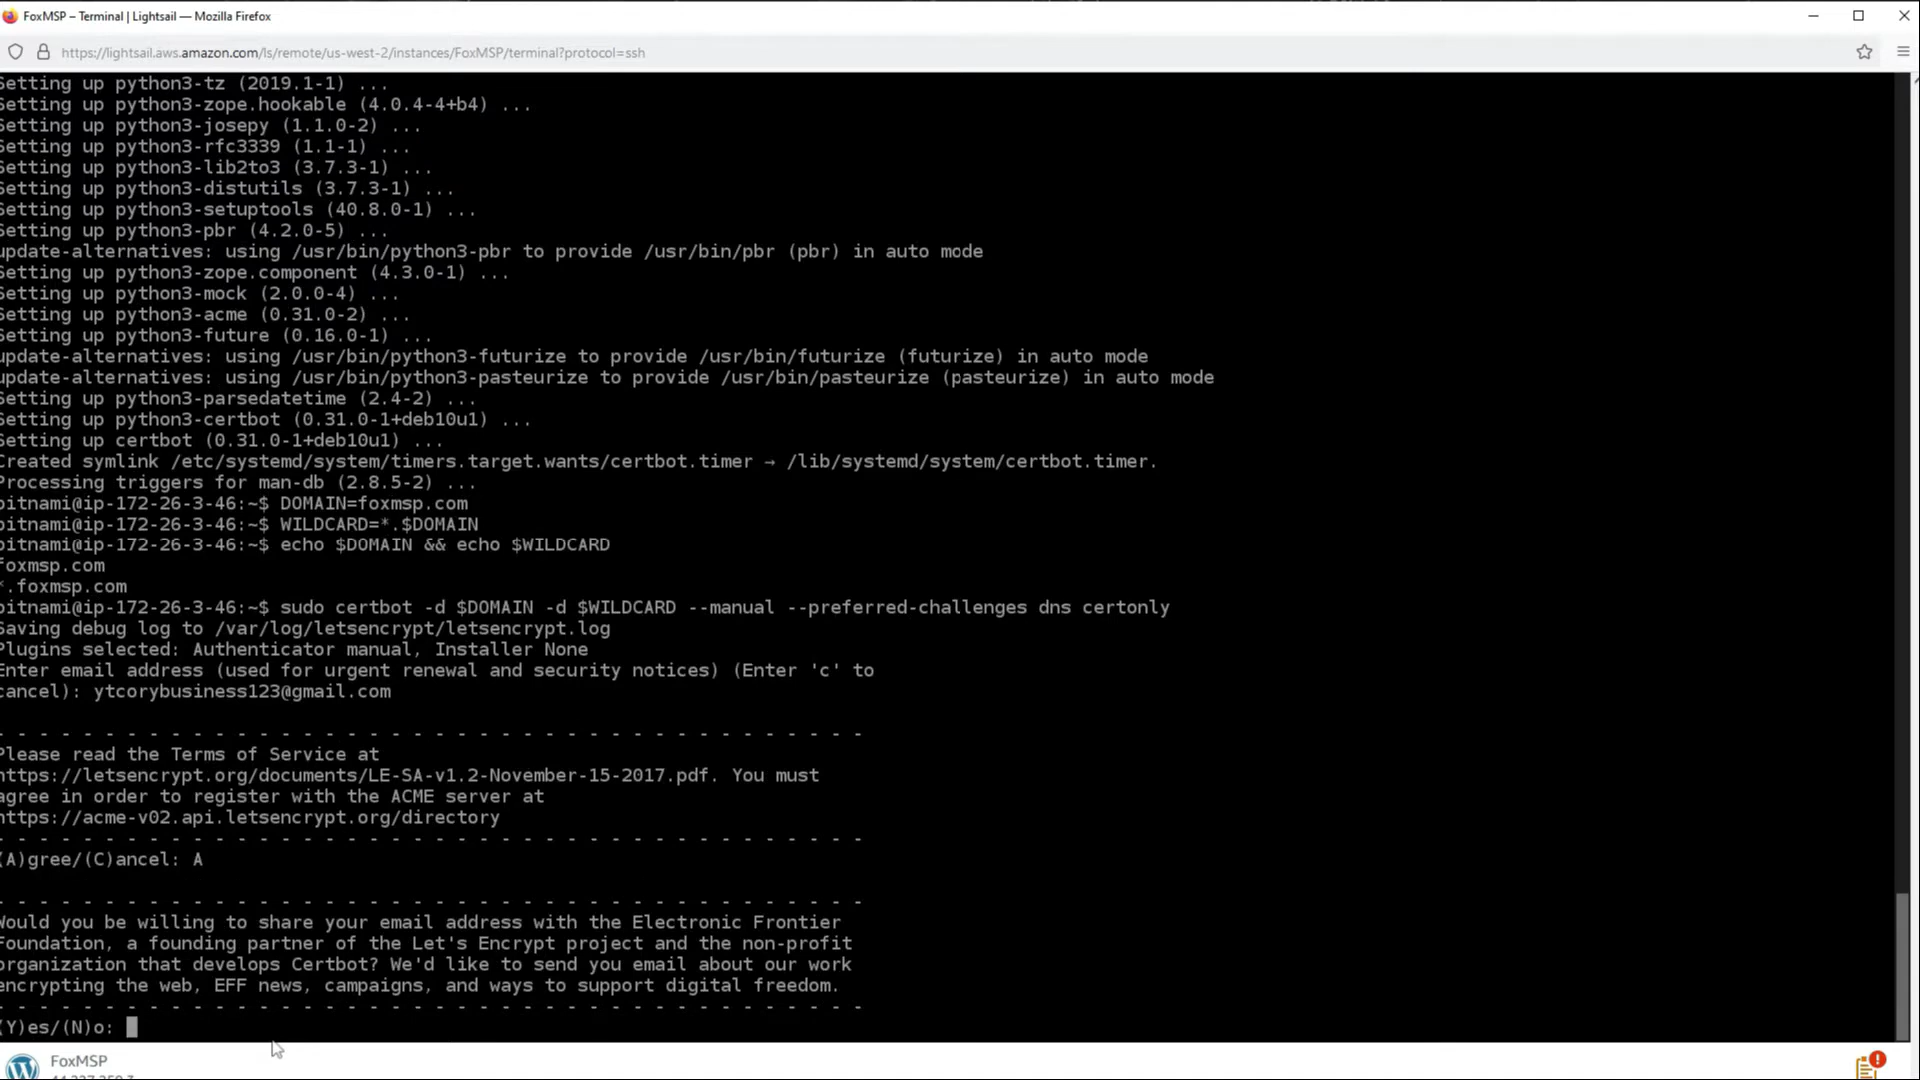 FoxMSP – Terminal | Lightsail — Mozilla Firefox
https://lightsail.aws.amazon.com/ls/remote/us-west-2/instances/FoxMSP/terminal?protocol=ssh
Setting up python3-tz (2019.1-1) ...
Setting up python3-zope.hookable (4.0.4-4+b4) ...
Setting up python3-josepy (1.1.0-2) ...
Setting up python3-rfc3339 (1.1-1) ...
Setting up python3-lib2to3 (3.7.3-1) ...
Setting up python3-distutils (3.7.3-1) ...
Setting up python3-setuptools (40.8.0-1) ...
Setting up python3-pbr (4.2.0-5) ...
update-alternatives: using /usr/bin/python3-pbr to provide /usr/bin/pbr (pbr) in auto mode
Setting up python3-zope.component (4.3.0-1) ...
Setting up python3-mock (2.0.0-4) ...
Setting up python3-acme (0.31.0-2) ...
Setting up python3-future (0.16.0-1) ...
update-alternatives: using /usr/bin/python3-futurize to provide /usr/bin/futurize (futurize) in auto mode
update-alternatives: using /usr/bin/python3-pasteurize to provide /usr/bin/pasteurize (pasteurize) in auto mode
Setting up python3-parsedatetime (2.4-2) ...
Setting up python3-certbot (0.31.0-1+deb10u1) ...
Setting up certbot (0.31.0-1+deb10u1) ...
Created symlink /etc/systemd/system/timers.target.wants/certbot.timer → /lib/systemd/system/certbot.timer.
Processing triggers for man-db (2.8.5-2) ...
bitnami@ip-172-26-3-46:~$ DOMAIN=foxmsp.com
bitnami@ip-172-26-3-46:~$ WILDCARD=*.$DOMAIN
bitnami@ip-172-26-3-46:~$ echo $DOMAIN && echo $WILDCARD
foxmsp.com
*.foxmsp.com
bitnami@ip-172-26-3-46:~$ sudo certbot -d $DOMAIN -d $WILDCARD --manual --preferred-challenges dns certonly
Saving debug log to /var/log/letsencrypt/letsencrypt.log
Plugins selected: Authenticator manual, Installer None
Enter email address (used for urgent renewal and security notices) (Enter 'c' to
cancel): ytcorybusiness123@gmail.com
- - - - - - - - - - - - - - - - - - - - - - - - - - - - - - - - - - - - - - - -
Please read the Terms of Service at
https://letsencrypt.org/documents/LE-SA-v1.2-November-15-2017.pdf. You must
agree in order to register with the ACME server at
https://acme-v02.api.letsencrypt.org/directory
- - - - - - - - - - - - - - - - - - - - - - - - - - - - - - - - - - - - - - - -
(A)gree/(C)ancel: A
- - - - - - - - - - - - - - - - - - - - - - - - - - - - - - - - - - - - - - - -
Would you be willing to share your email address with the Electronic Frontier
Foundation, a founding partner of the Let's Encrypt project and the non-profit
organization that develops Certbot? We'd like to send you email about our work
encrypting the web, EFF news, campaigns, and ways to support digital freedom.
- - - - - - - - - - - - - - - - - - - - - - - - - - - - - - - - - - - - - - - -
(Y)es/(N)o:
FoxMSP